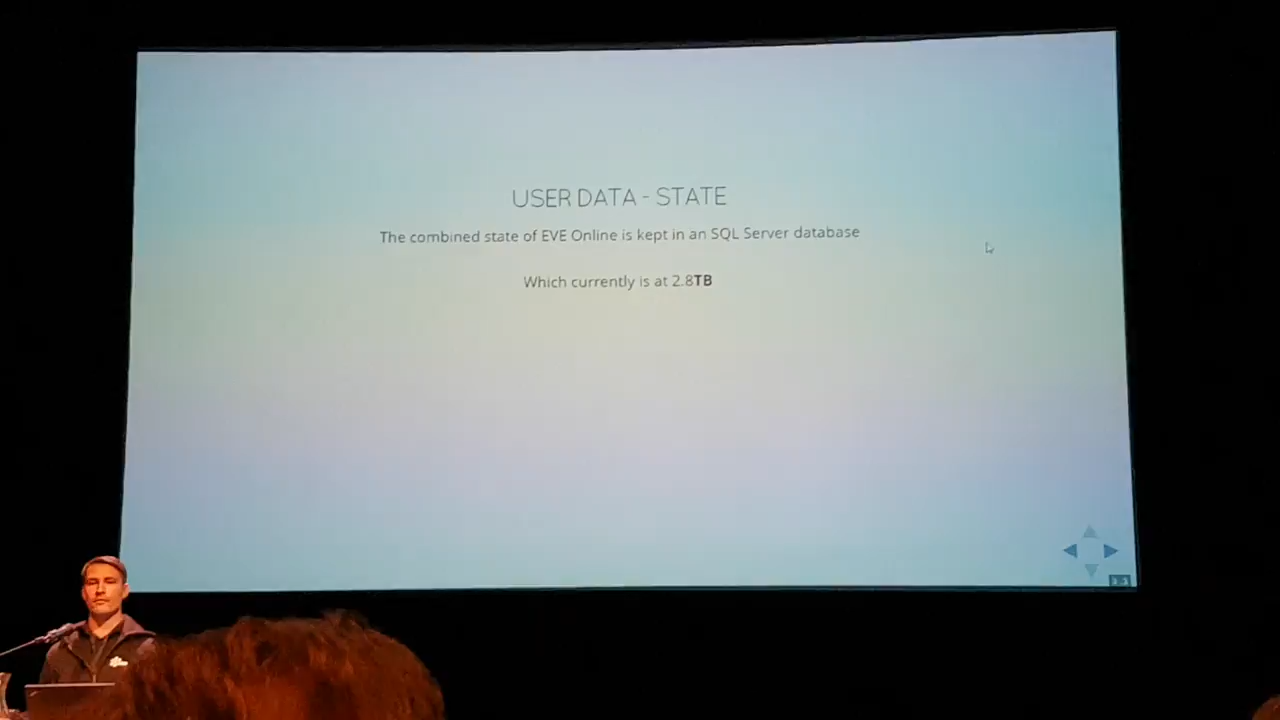 USER DATA - STATE
The combined state of EVE Online is kept in an SQL Server database
Which currently is at 2.8TB